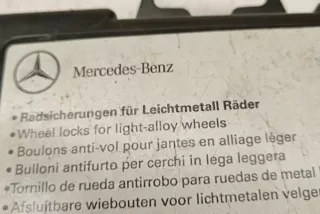 Mercedes-Benz
• Radsicherungen für Leichtmetall Räder
• Wheel locks for light-alloy wheels
• Boulons anti-vol pour jantes en alliage léger
• Bulloni antifurto per cerchi in lega leggera
• Tornillo de rueda antirrobo para ruedas de metal
• Afsluitbare wiebouten voor lichtmetalen velgen